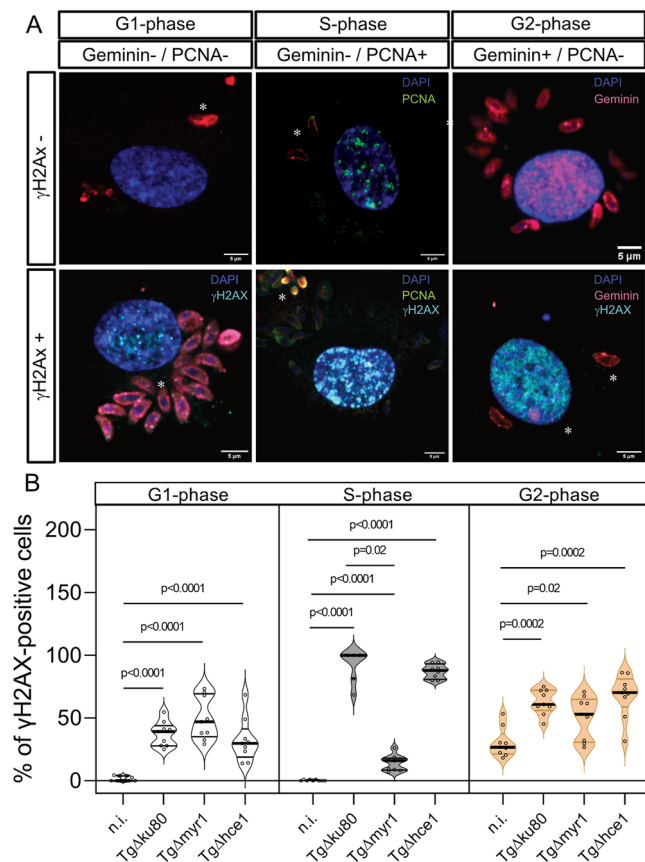 A
G1-phase
S-phase
G2-phase
Geminin- / PCNA-
Geminin- / PCNA+
Geminin+ / PCNA-
γH2Ax -
*
5 µm
DAPI
PCNA
*
5 µm
DAPI
Geminin
*
5 µm
γH2Ax +
DAPI
γH2AX
*
5 µm
DAPI
PCNA
γH2AX
*
5 µm
DAPI
Geminin
γH2AX
*
*
5 µm
B
G1-phase
S-phase
G2-phase
% of γH2AX-positive cells
200
150
100
50
0
p<0.0001
p<0.0001
p<0.0001
p<0.0001
p=0.02
p<0.0001
p<0.0001
p=0.0002
p=0.02
p=0.0002
n.i.
TgΔku80
TgΔmyr1
TgΔhce1
n.i.
TgΔku80
TgΔmyr1
TgΔhce1
n.i.
TgΔku80
TgΔmyr1
TgΔhce1